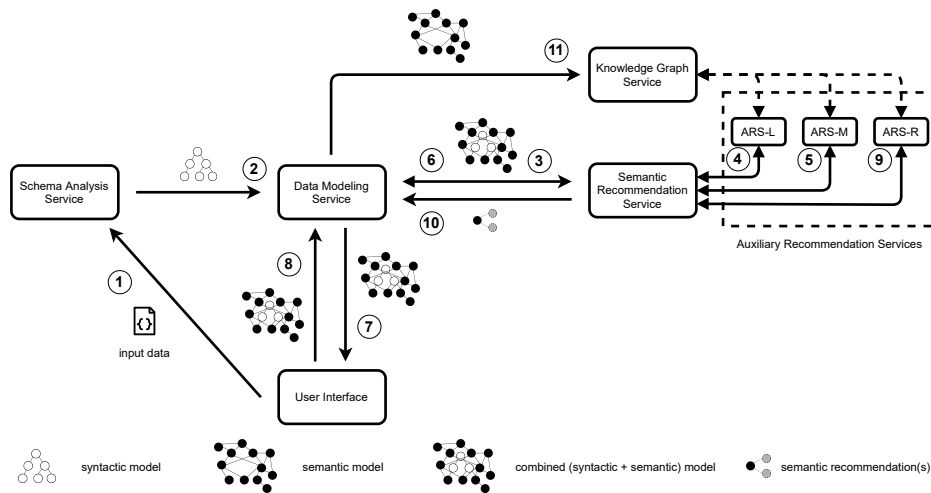 11
Knowledge Graph
Service
ARS-L
ARS-M
ARS-R
4
5
9
Schema Analysis
Service
2
Data Modeling
Service
6
3
10
Semantic
Recommendation
Service
Auxiliary Recommendation Services
1
input data
8
7
User Interface
syntactic model
semantic model
combined (syntactic + semantic) model
semantic recommendation(s)